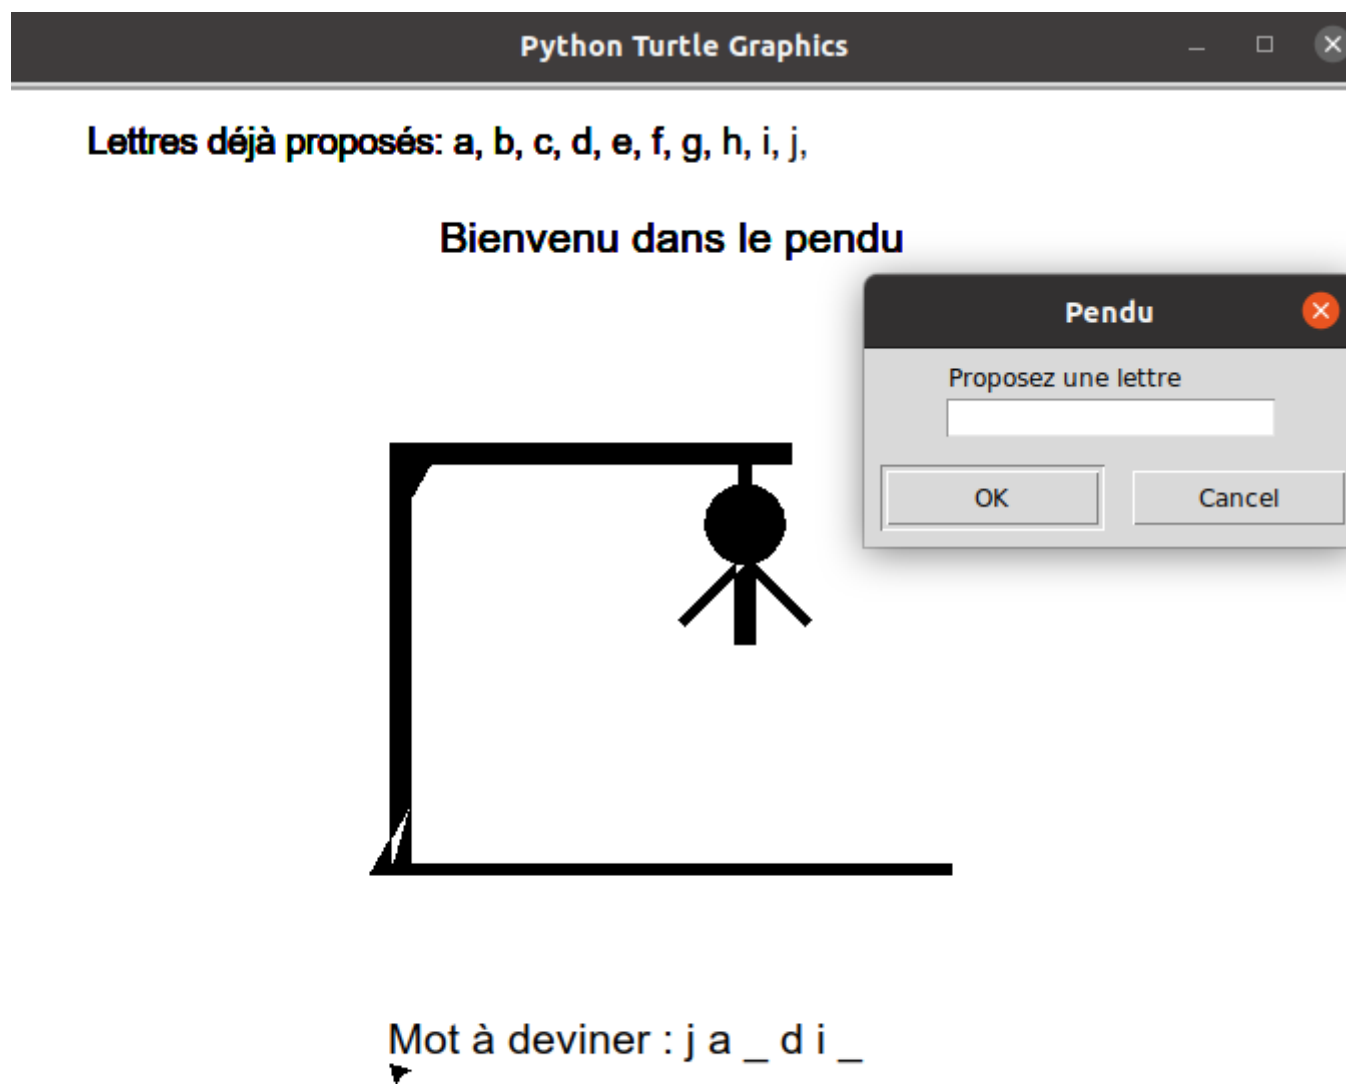 Python Turtle Graphics
Lettres déjà proposés: a, b, c, d, e, f, g, h, i, j,
Bienvenu dans le pendu
Pendu
Proposez une lettre
OK
Cancel
Mot à deviner : j a _ d i _